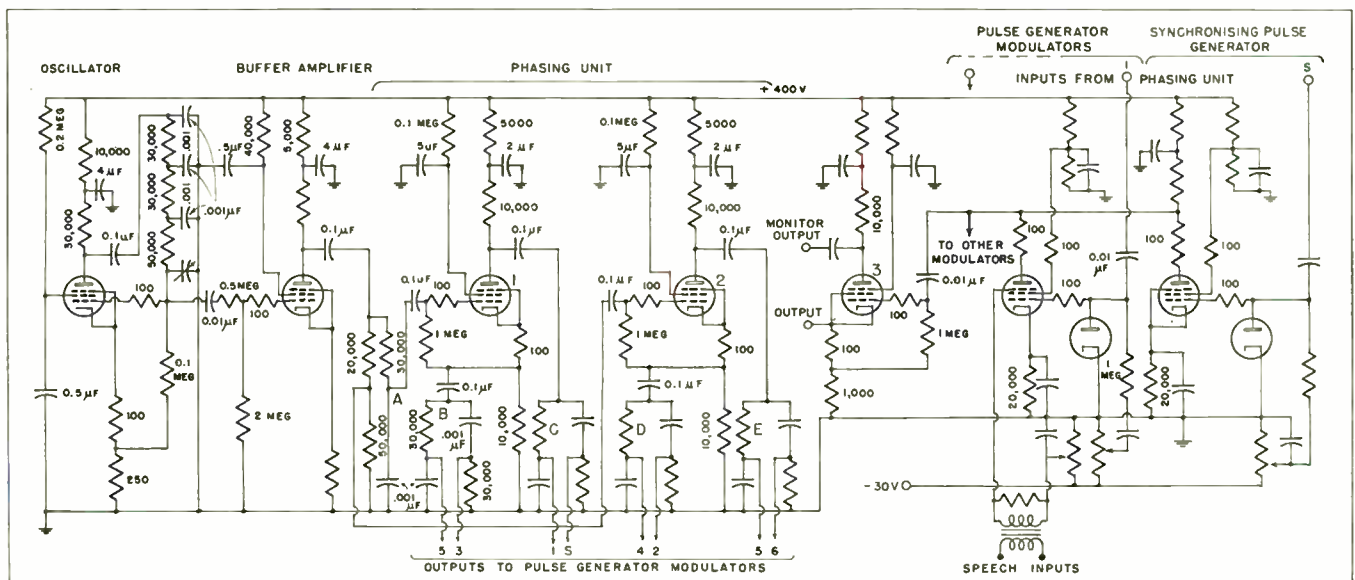 PULSE GENERATOR
MODULATORS
SYNCHRONISING PULSE
GENERATOR
OSCILLATOR
BUFFER AMPLIFIER
PHASING UNIT
INPUTS FROM
1
PHASING UNIT
S
+ 400V
0.2 MEG
10,000
4µF
30,000
0.1µF
30,000
30,000
50,000
.001
.001
.001µF
.5µF
40,000
5,000
4µF
0.1µF
0.1 MEG
5uF
5000
2µF
10,000
0.1µF
0.1MEG
5µF
5000
2µF
10,000
0.1µF
10,000
MONITOR
OUTPUT
TO OTHER
MODULATORS
0.01µF
100
100
0.01
µF
100
100
100
0.01µF
0.5MEG
100
0.1uF
100
1
0.1µF
100
2
3
100
100
100
OUTPUT
1 MEG
100
1 MEG
100
100
1 MEG
1,000
0.5µF
100
0.1
MEG
250
2 MEG
20,000
30,000
A
50,000
0.1µF
B
30,000
.001
µF
.001
µF
30,000
10,000
C
0.1µF
D
10,000
E
20,000
1
MEG
20,000
-30V
5 3
1 S
4 2
5 6
OUTPUTS TO PULSE GENERATOR MODULATORS
SPEECH INPUTS